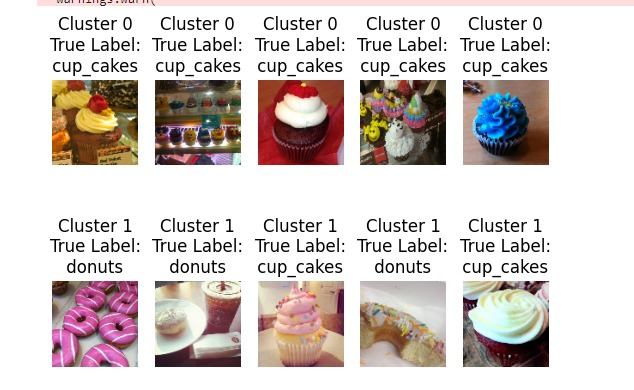 warnings.warn(
Cluster 0 Cluster 0 Cluster 0 Cluster 0 Cluster 0
True Label: True Label: True Label: True Label: True Label:
cup_cakes cup_cakes cup_cakes cup_cakes cup_cakes
Cluster 1 Cluster 1 Cluster 1 Cluster 1 Cluster 1
True Label: True Label: True Label: True Label: True Label:
donuts donuts cup_cakes donuts cup_cakes